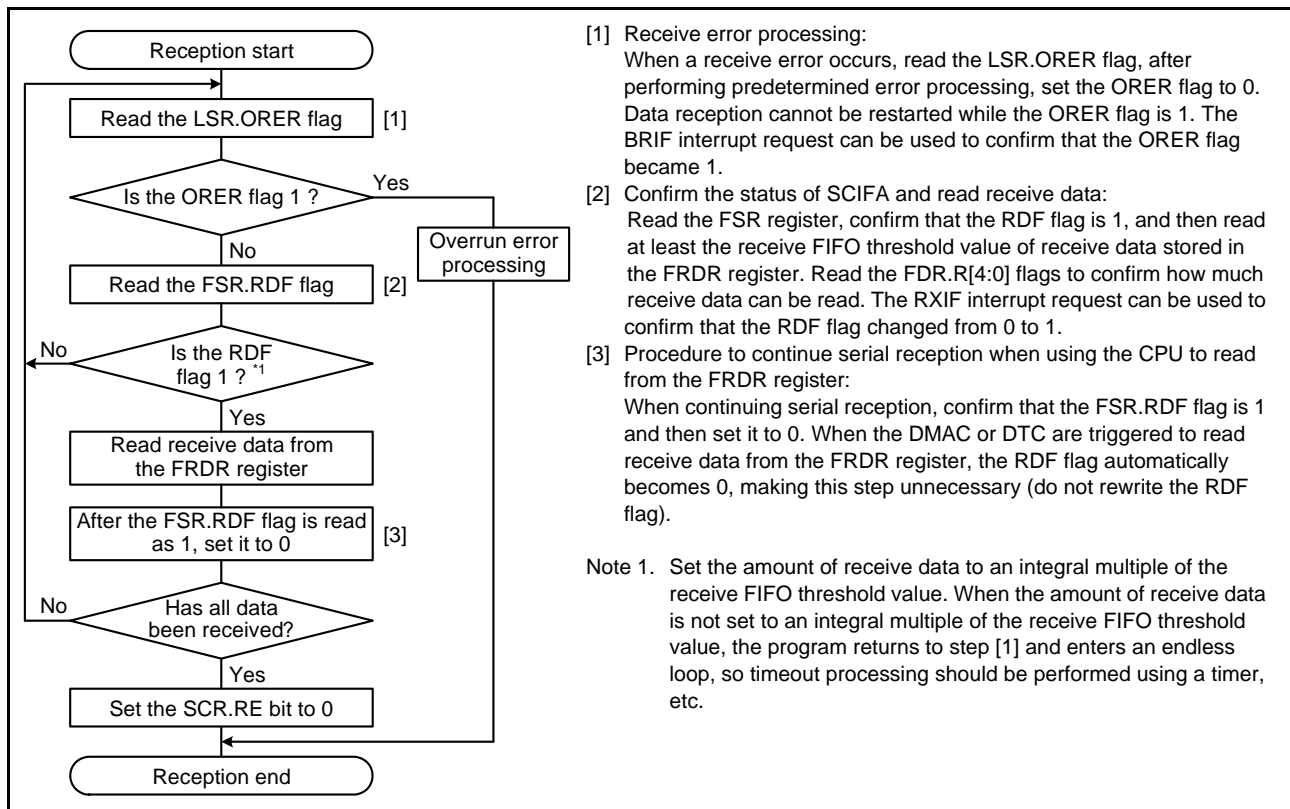 Reception start
Read the LSR.ORER flag [1]
Is the ORER flag 1 ?
Yes
No
Overrun error
processing
Read the FSR.RDF flag [2]
No
Is the RDF
flag 1 ? *1
Yes
Read receive data from
the FRDR register
After the FSR.RDF flag is read
as 1, set it to 0
[3]
No
Has all data
been received?
Yes
Set the SCR.RE bit to 0
Reception end
[1] Receive error processing:
When a receive error occurs, read the LSR.ORER flag, after
performing predetermined error processing, set the ORER flag to 0.
Data reception cannot be restarted while the ORER flag is 1. The
BRIF interrupt request can be used to confirm that the ORER flag
became 1.
[2] Confirm the status of SCIFA and read receive data:
Read the FSR register, confirm that the RDF flag is 1, and then read
at least the receive FIFO threshold value of receive data stored in
the FRDR register. Read the FDR.R[4:0] flags to confirm how much
receive data can be read. The RXIF interrupt request can be used to
confirm that the RDF flag changed from 0 to 1.
[3] Procedure to continue serial reception when using the CPU to read
from the FRDR register:
When continuing serial reception, confirm that the FSR.RDF flag is 1
and then set it to 0. When the DMAC or DTC are triggered to read
receive data from the FRDR register, the RDF flag automatically
becomes 0, making this step unnecessary (do not rewrite the RDF
flag).
Note 1. Set the amount of receive data to an integral multiple of the
receive FIFO threshold value. When the amount of receive data
is not set to an integral multiple of the receive FIFO threshold
value, the program returns to step [1] and enters an endless
loop, so timeout processing should be performed using a timer,
etc.